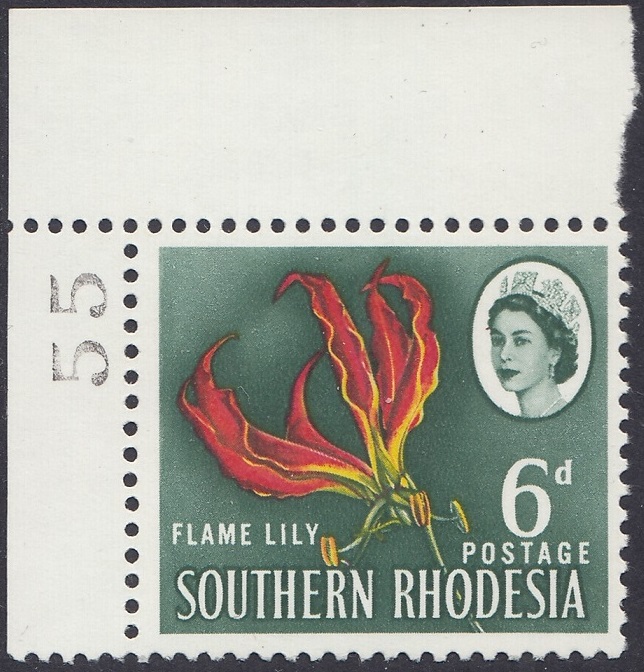 55
6d
FLAME LILY
POSTAGE
SOUTHERN RHODESIA